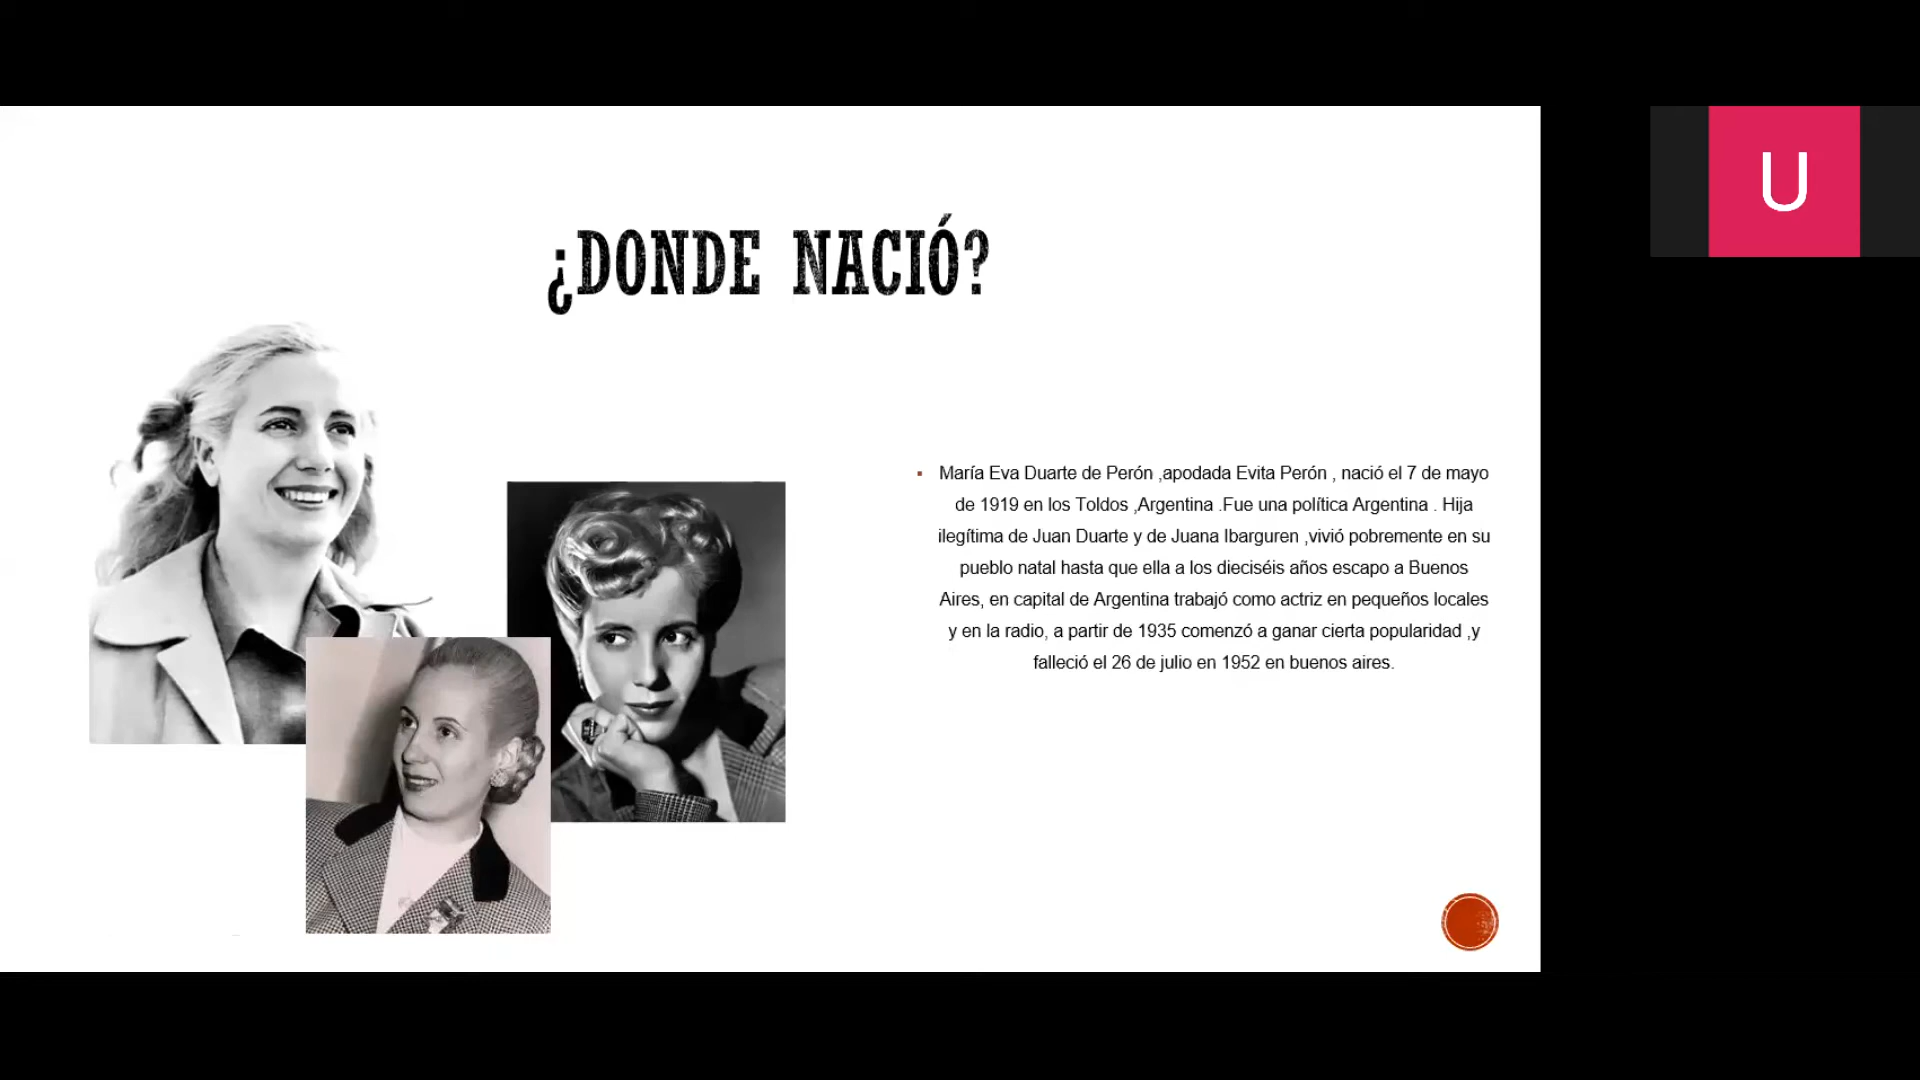 ¿DONDE NACIÓ?
María Eva Duarte de Perón ,apodada Evita Perón , nació el 7 de mayo
de 1919 en los Toldos ,Argentina .Fue una política Argentina . Hija
ilegítima de Juan Duarte y de Juana Ibarguren ,vivió pobremente en su
pueblo natal hasta que ella a los dieciséis años escapo a Buenos
Aires, en capital de Argentina trabajó como actriz en pequeños locales
y en la radio, a partir de 1935 comenzó a ganar cierta popularidad ,y
falleció el 26 de julio en 1952 en buenos aires.
U